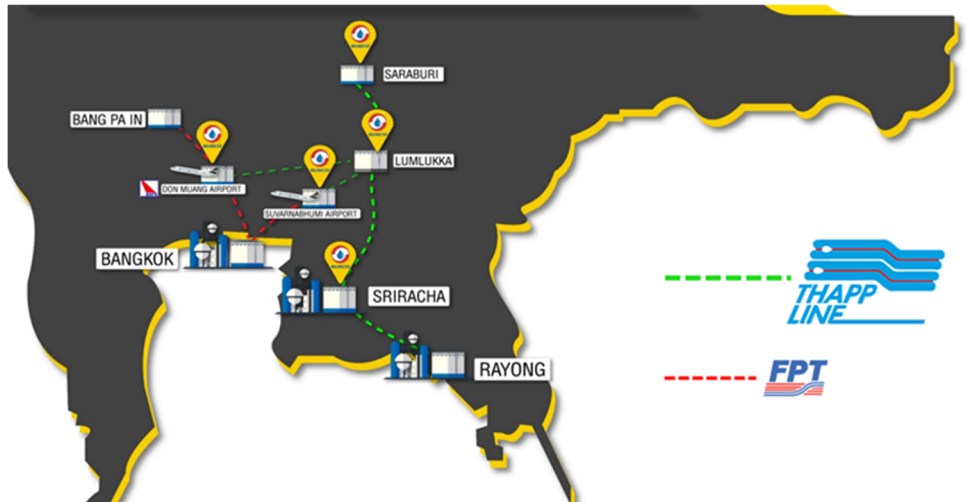 SARABURI
BANG PA IN
LUMLUKKA
DON MUANG AIRPORT
SUVARNABHUMI AIRPORT
BANGKOK
SRIRACHA
RAYONG
THAPP
LINE
FPT